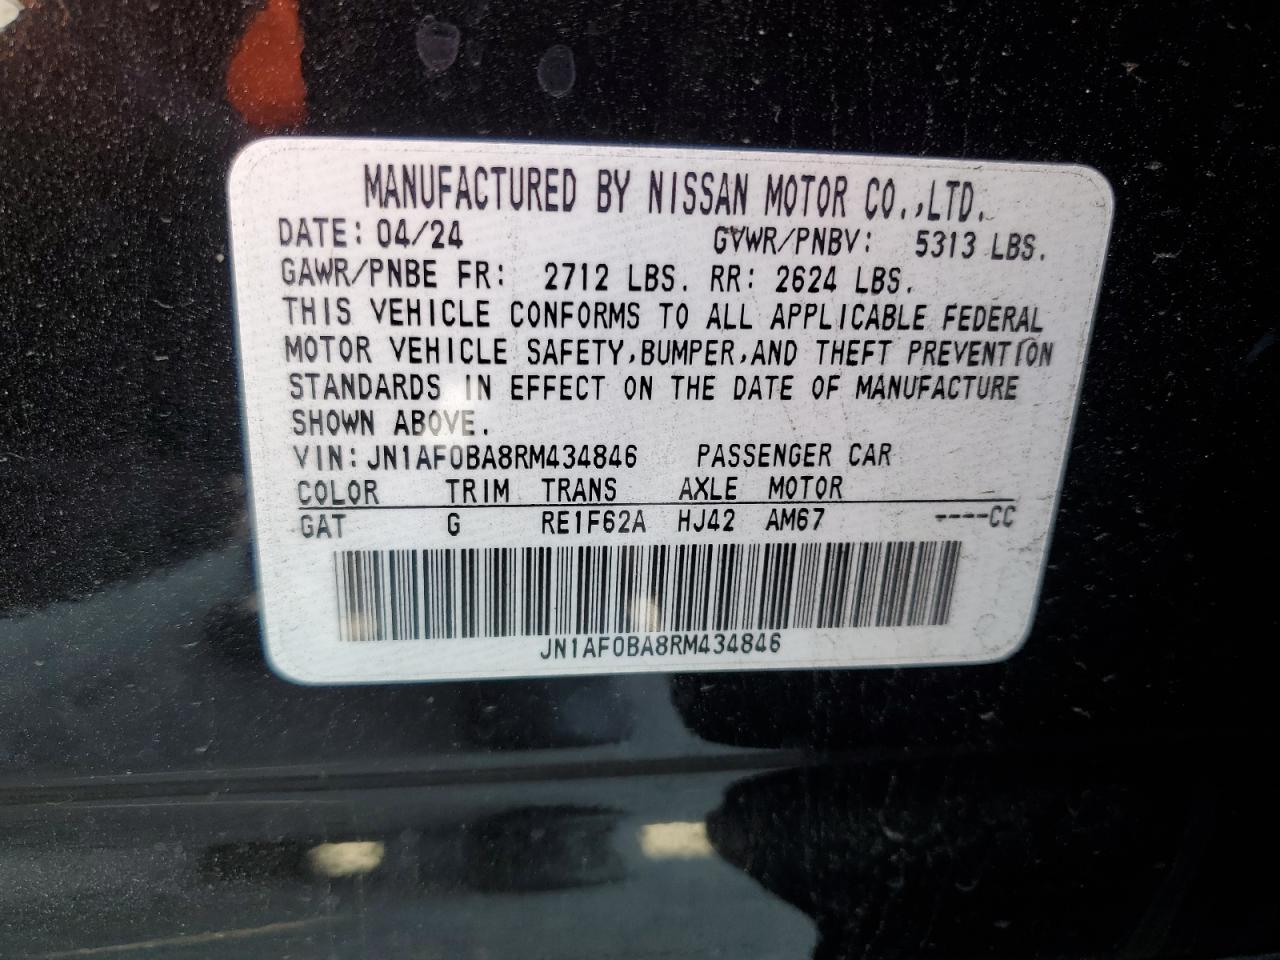 MANUFACTURED BY NISSAN MOTOR CO.,LTD.
DATE: 04/24 GVWR/PNBV: 5313 LBS.
GAWR/PNBE FR: 2712 LBS. RR: 2624 LBS.
THIS VEHICLE CONFORMS TO ALL APPLICABLE FEDERAL
MOTOR VEHICLE SAFETY,BUMPER,AND THEFT PREVENTION
STANDARDS IN EFFECT ON THE DATE OF MANUFACTURE
SHOWN ABOVE.
VIN: JN1AF0BA8RM434846 PASSENGER CAR
COLOR TRIM TRANS AXLE MOTOR
GAT G RE1F62A HJ42 AM67 ----CC
JN1AF0BA8RM434846